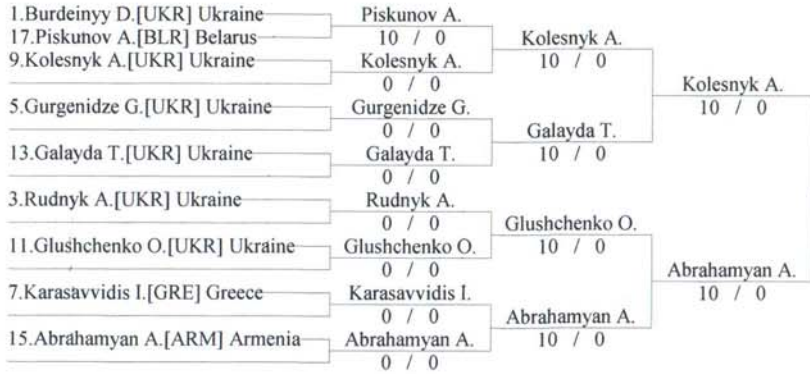 1.Burdeinyy D.[UKR] Ukraine
17.Piskunov A.[BLR] Belarus
9.Kolesnyk A.[UKR] Ukraine
5.Gurgenidze G.[UKR] Ukraine
13.Galayda T.[UKR] Ukraine
3.Rudnyk A.[UKR] Ukraine
11.Glushchenko O.[UKR] Ukraine
7.Karasavvidis I.[GRE] Greece
15.Abrahamyan A.[ARM] Armenia
Piskunov A.
10 / 0
Kolesnyk A.
0 / 0
Gurgenidze G.
0 / 0
Galayda T.
0 / 0
Rudnyk A.
0 / 0
Glushchenko O.
0 / 0
Karasavvidis I.
0 / 0
Abrahamyan A.
0 / 0
Kolesnyk A.
10 / 0
Galayda T.
10 / 0
Glushchenko O.
10 / 0
Abrahamyan A.
10 / 0
Kolesnyk A.
10 / 0
Abrahamyan A.
10 / 0